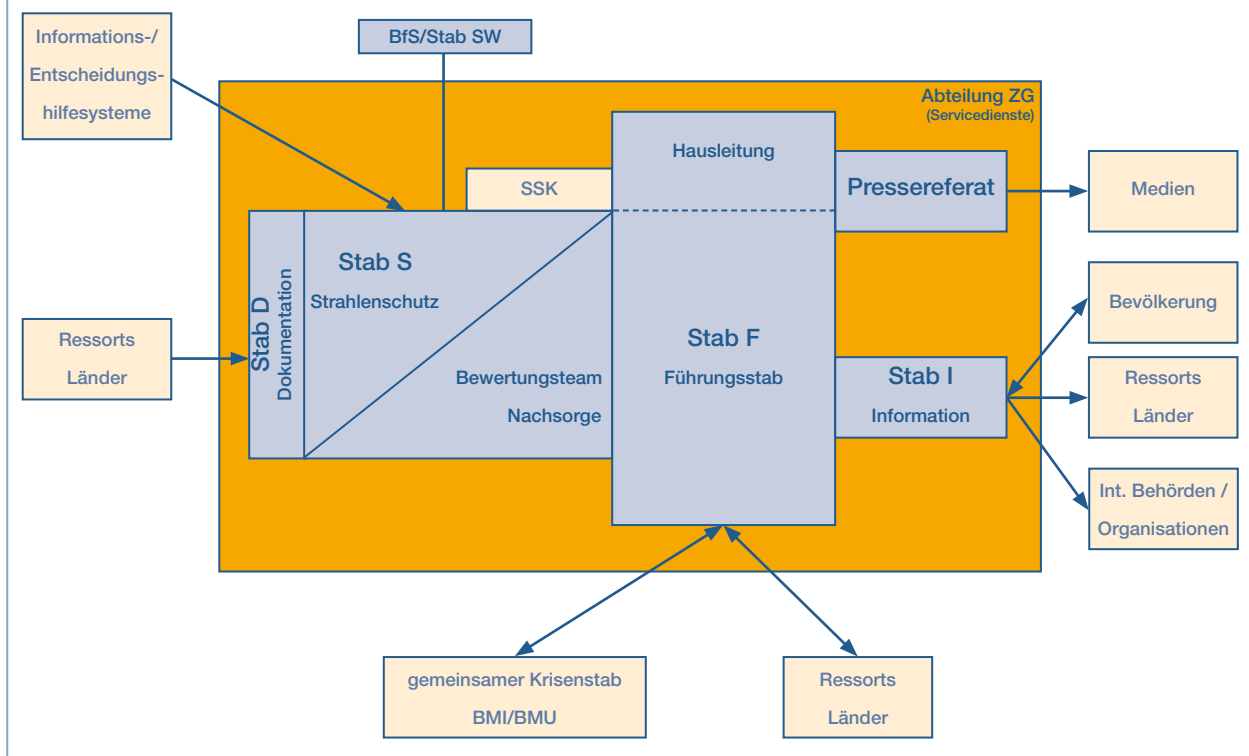 Informations-/
Entscheidungs-
hilfesysteme
BfS/Stab SW
Abteilung ZG
(Servicedienste)
Hausleitung
SSK
Pressereferat
Medien
Stab D
Dokumentation
Stab S
Strahlenschutz
Bewertungsteam
Nachsorge
Stab F
Führungsstab
Stab I
Information
Bevölkerung
Ressorts
Länder
Ressorts
Länder
Int. Behörden /
Organisationen
gemeinsamer Krisenstab
BMI/BMU
Ressorts
Länder